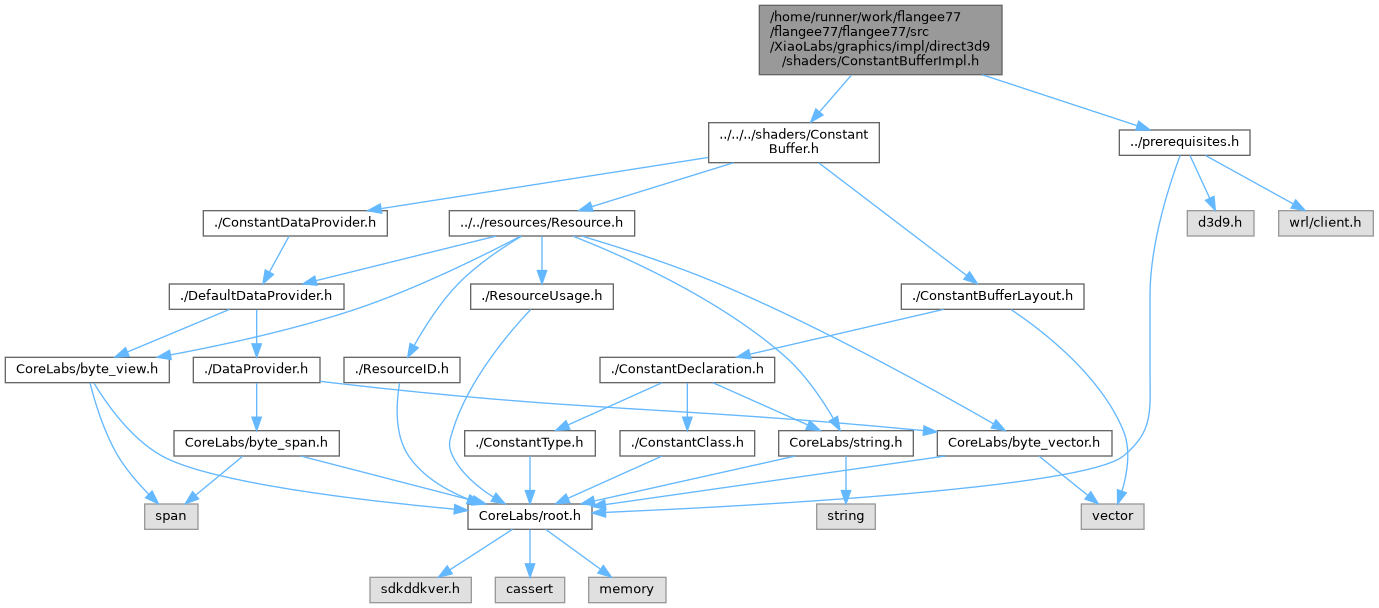 /home/runner/work/flangee77
/flangee77/flangee77/src
/XiaoLabs/graphics/impl/direct3d9
/shaders/ConstantBufferImpl.h
../../../shaders/Constant
Buffer.h
../prerequisites.h
./ConstantDataProvider.h
../../resources/Resource.h
d3d9.h
wrl/client.h
./DefaultDataProvider.h
./ResourceUsage.h
./ConstantBufferLayout.h
CoreLabs/byte_view.h
./DataProvider.h
./ResourceID.h
./ConstantDeclaration.h
CoreLabs/byte_span.h
./ConstantType.h
./ConstantClass.h
CoreLabs/string.h
CoreLabs/byte_vector.h
span
CoreLabs/root.h
string
vector
sdkddkver.h
cassert
memory